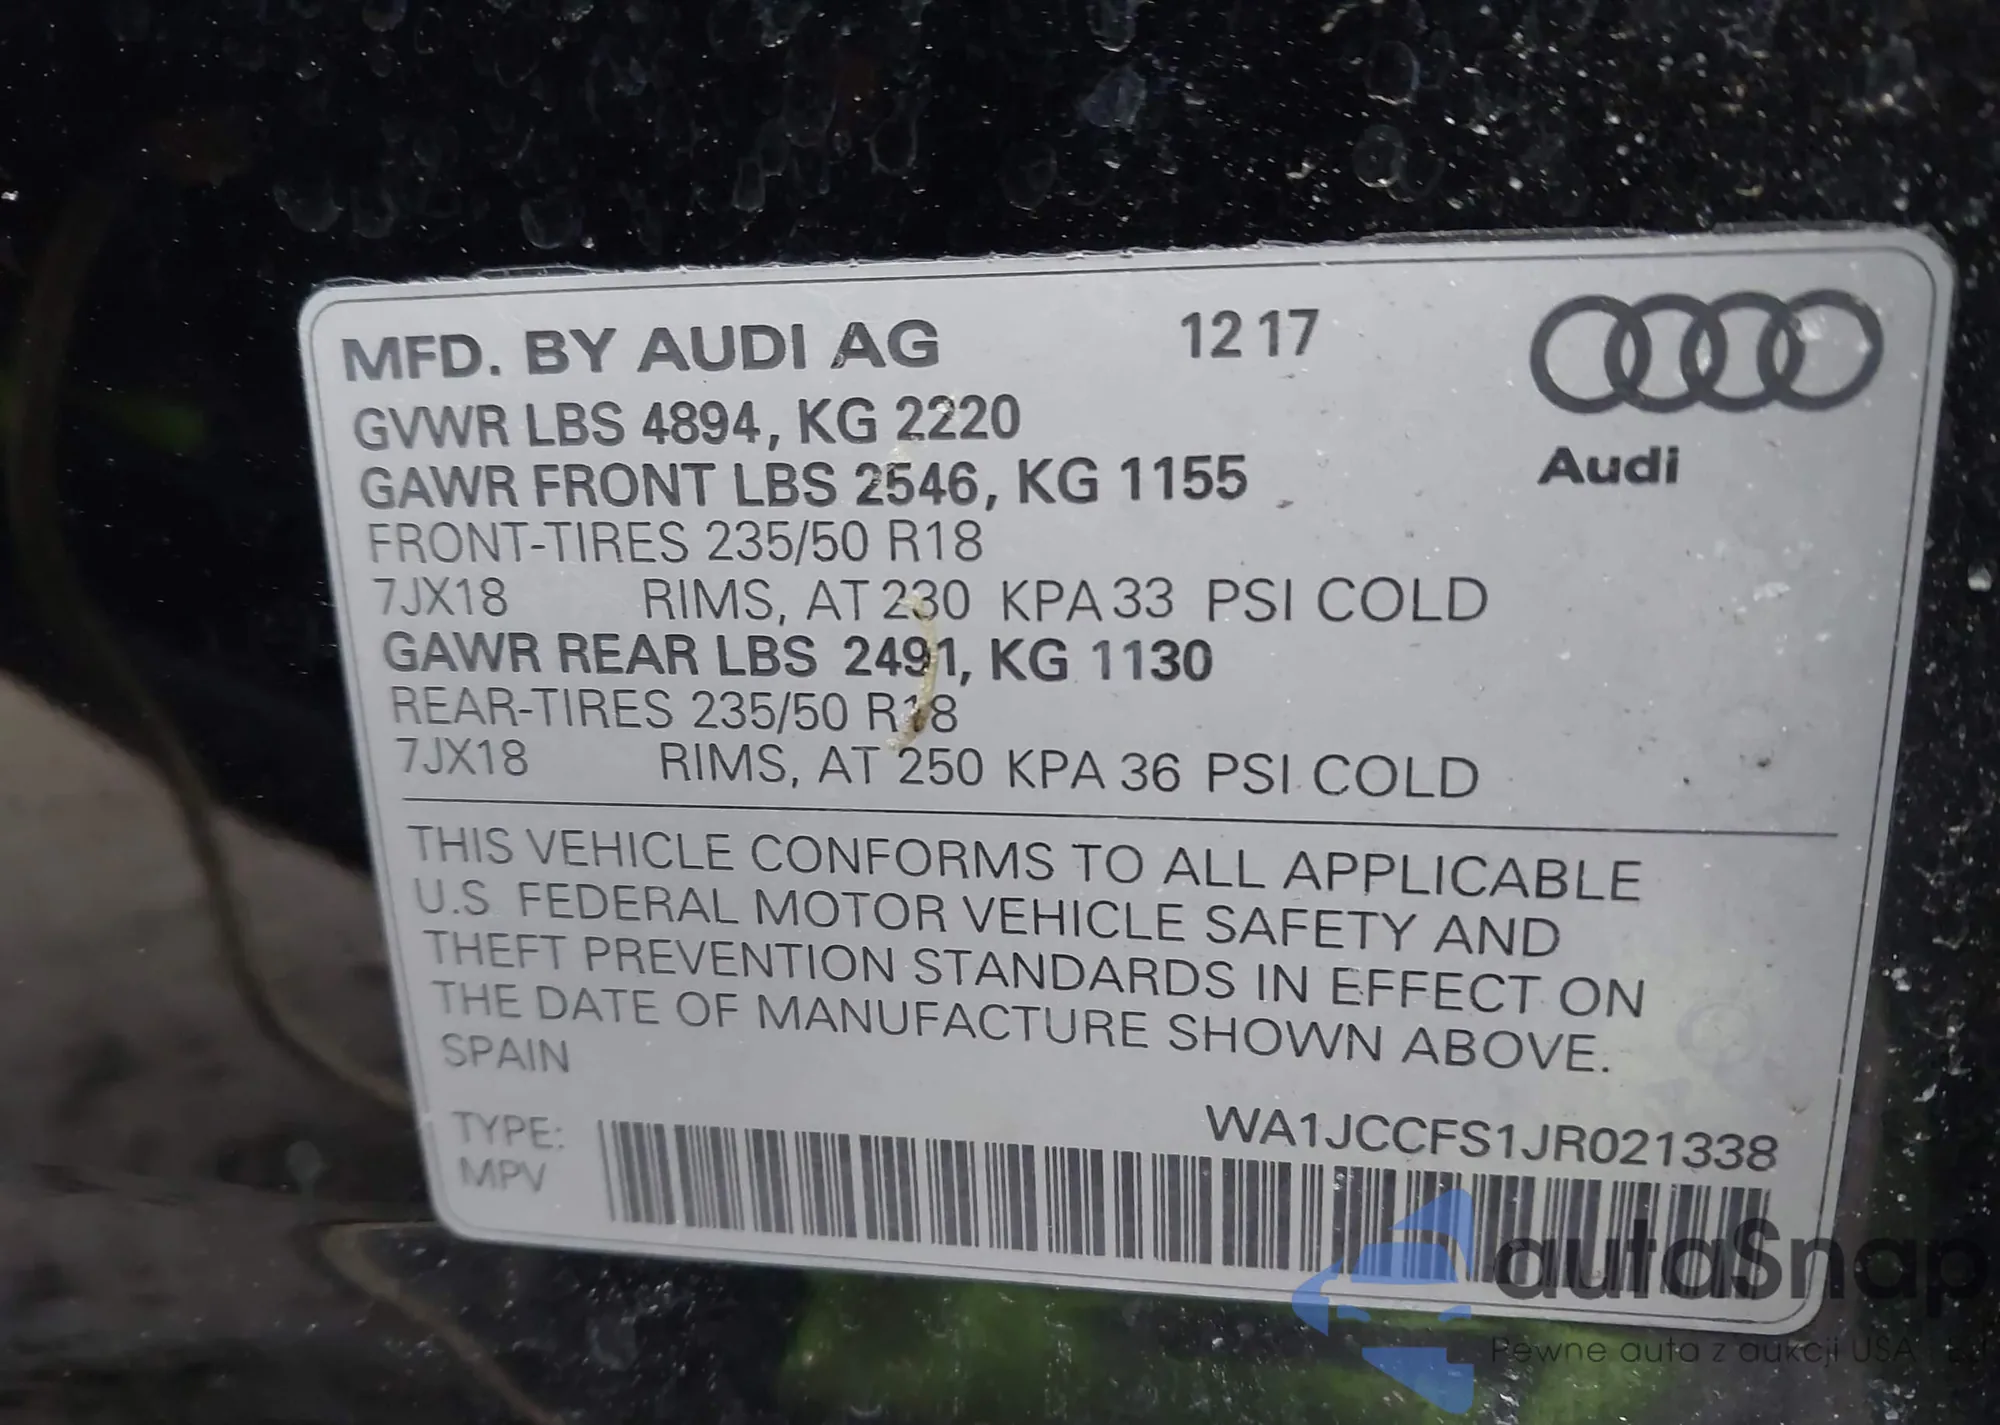 MFD. BY AUDI AG 12 17
Audi
GVWR LBS 4894, KG 2220
GAWR FRONT LBS 2546, KG 1155
FRONT-TIRES 235/50 R18
7JX18 RIMS, AT 230 KPA 33 PSI COLD
GAWR REAR LBS 2491, KG 1130
REAR-TIRES 235/50 R18
7JX18 RIMS, AT 250 KPA 36 PSI COLD
THIS VEHICLE CONFORMS TO ALL APPLICABLE
U.S FEDERAL MOTOR VEHICLE SAFETY AND
THEFT PREVENTION STANDARDS IN EFFECT ON
THE DATE OF MANUFACTURE SHOWN ABOVE.
SPAIN
WA1JCCFS1JR021338
TYPE:
MPV
autaSnap
Pewne auta z aukcji USA